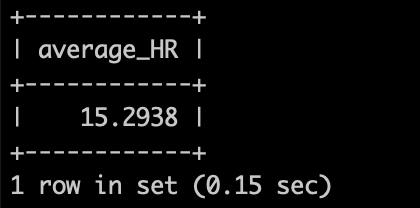 +------------+
| average_HR |
+------------+
|    15.2938 |
+------------+
1 row in set (0.15 sec)